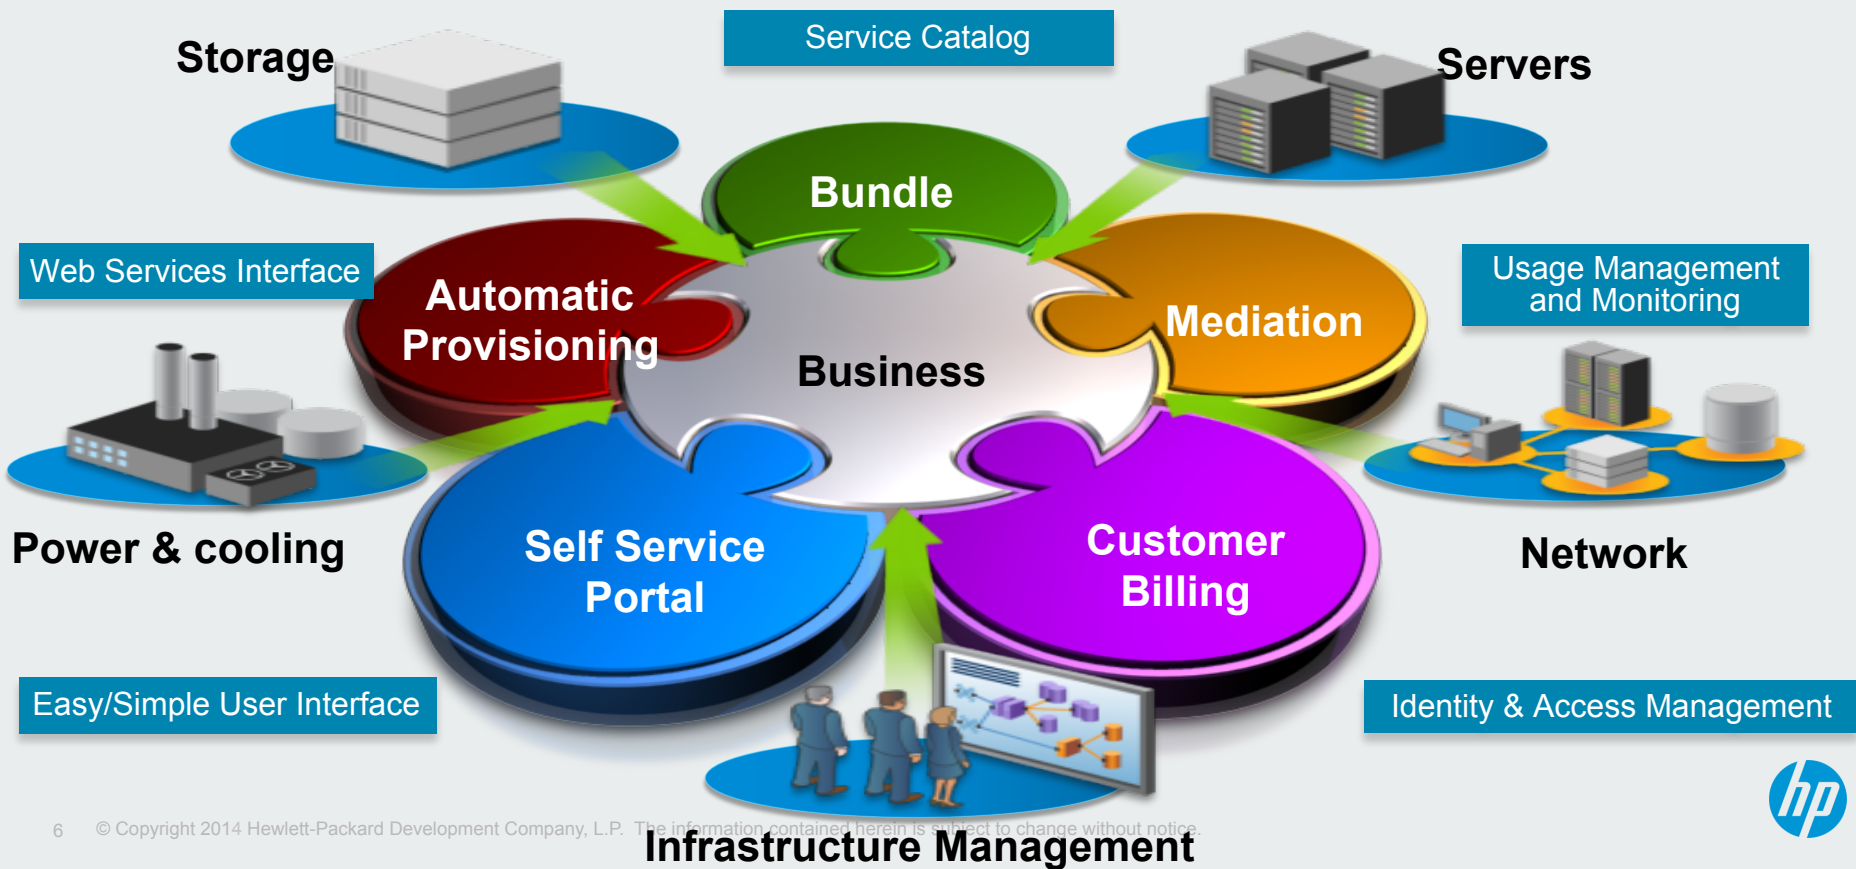 Service Catalog
Storage
Servers
Bundle
Web Services Interface
Usage Management
and Monitoring
Automatic
Provisioning
Mediation
Business
Power & cooling
Self Service
Portal
Customer
Billing
Network
Easy/Simple User Interface
Identity & Access Management
hp
6 © Copyright 2014 Hewlett-Packard Development Company, L.P. The information contained herein is subject to change without notice.
Infrastructure Management